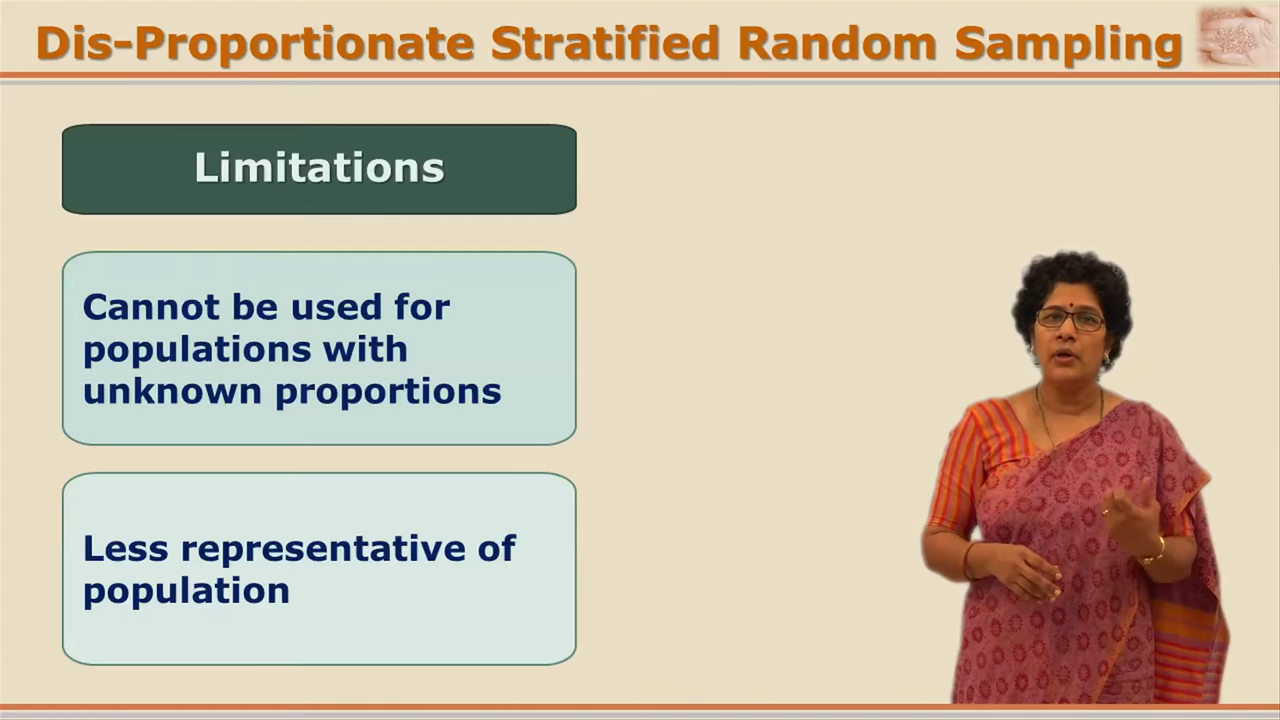 Dis-Proportionate Stratified Random Sampling
Limitations
Cannot be used for
populations with
unknown proportions
Less representative of
population